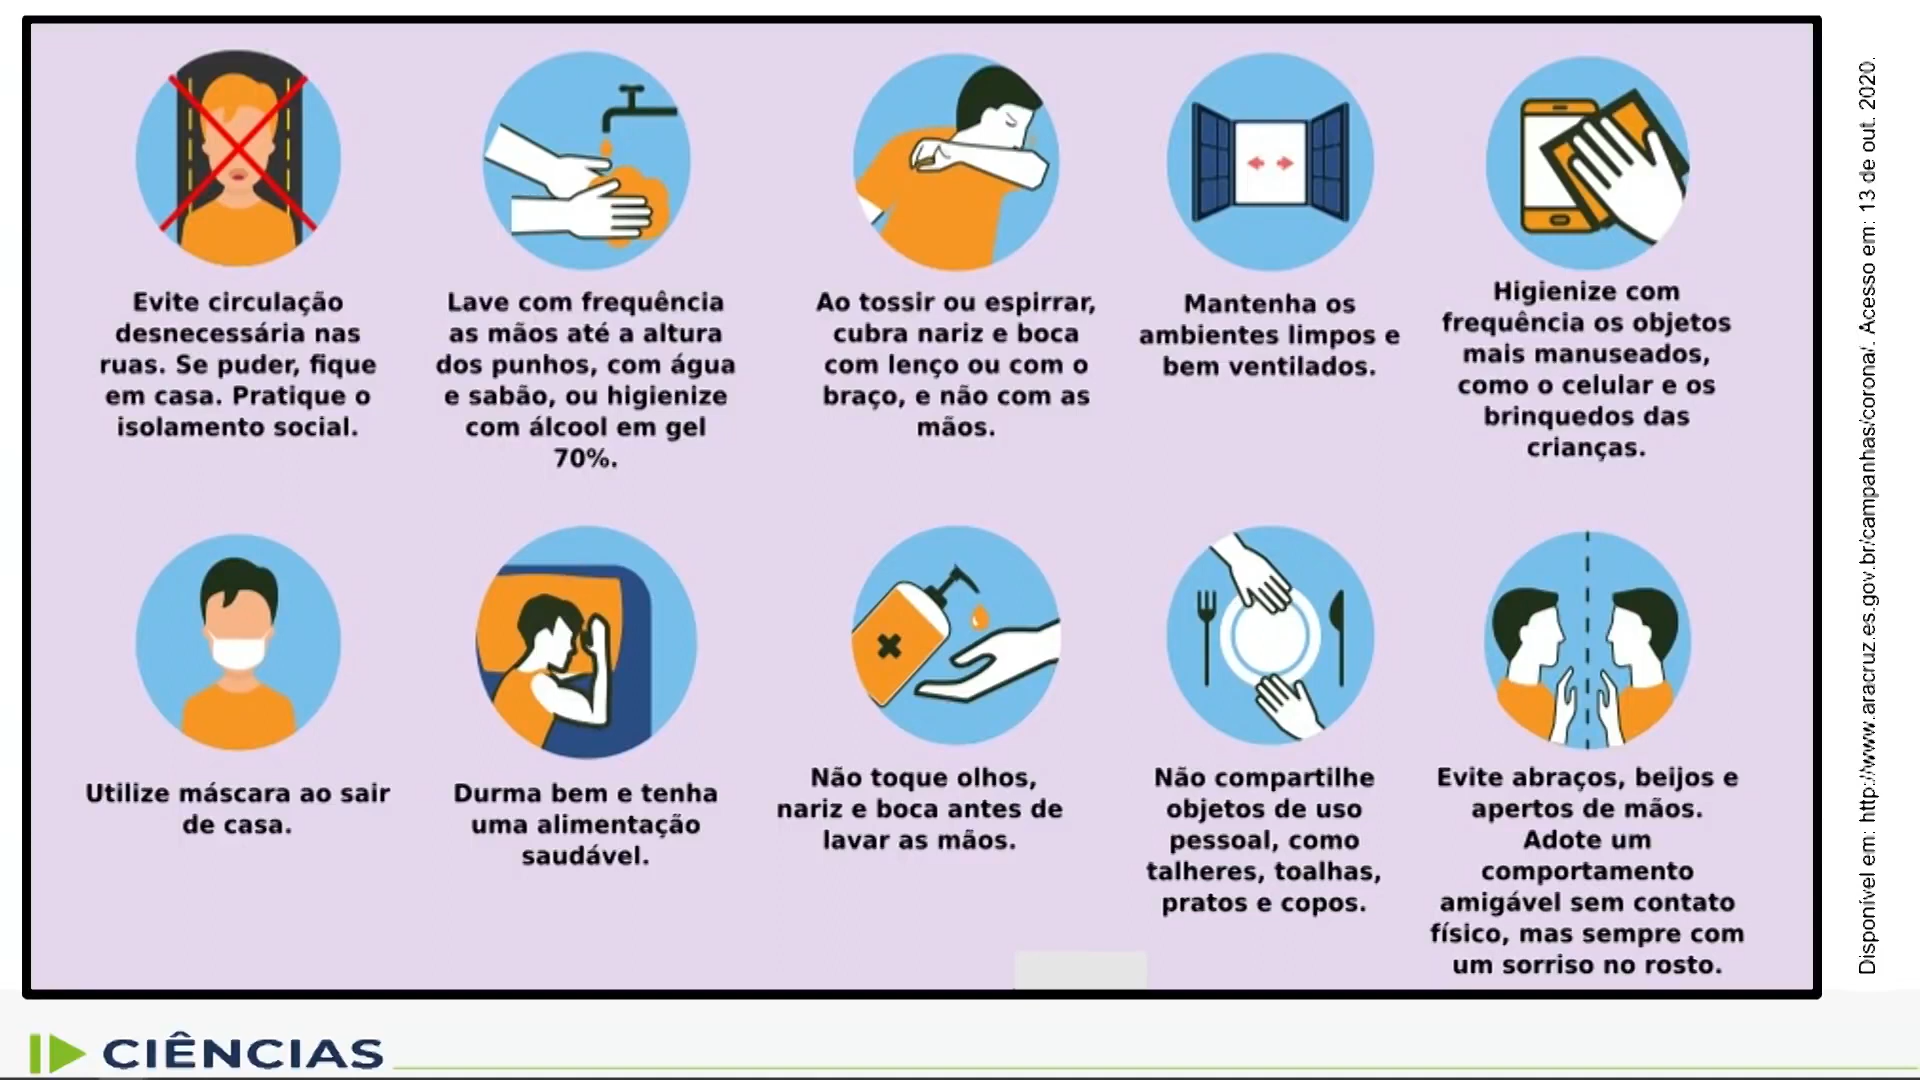 Evite circulação
desnecessária nas
ruas. Se puder, fique
em casa. Pratique o
isolamento social.
Lave com frequência
as mãos até a altura
dos punhos, com água
e sabão, ou higienize
com álcool em gel
70%.
Ao tossir ou espirrar,
cubra nariz e boca
com lenço ou com o
braço, e não com as
mãos.
Mantenha os
ambientes limpos e
bem ventilados.
Higienize com
frequência os objetos
mais manuseados,
como o celular e os
brinquedos das
crianças.
Utilize máscara ao sair
de casa.
Durma bem e tenha
uma alimentação
saudável.
Não toque olhos,
nariz e boca antes de
lavar as mãos.
Não compartilhe
objetos de uso
pessoal, como
talheres, toalhas,
pratos e copos.
Evite abraços, beijos e
apertos de mãos.
Adote um
comportamento
amigável sem contato
físico, mas sempre com
um sorriso no rosto.
Disponível em: http://www.aracruz.es.gov.br/campanhas/corona/. Acesso em: 13 de out. 2020.
CIÊNCIAS